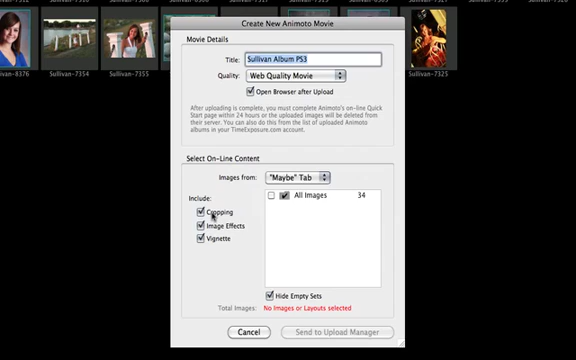 Create New Animoto Movie
Movie Details
Title: Sullivan Album PS3
Quality: Web Quality Movie
Open Browser after Upload
After uploading is complete, you must complete Animoto's on-line Quick
Start page within 24 hours or the uploaded images will be deleted
from their server. You can also do this from the list of uploaded Animoto
albums in your TimeExposure.com account.
Select On-Line Content
Images from: "Maybe" Tab
Include:
Cropping
Image Effects
Vignette
All Images 34
Hide Empty Sets
Total Images: No Images or Layouts selected
Cancel Send to Upload Manager
Sullivan-8376 Sullivan-7354 Sullivan-7355 Sullivan-7325